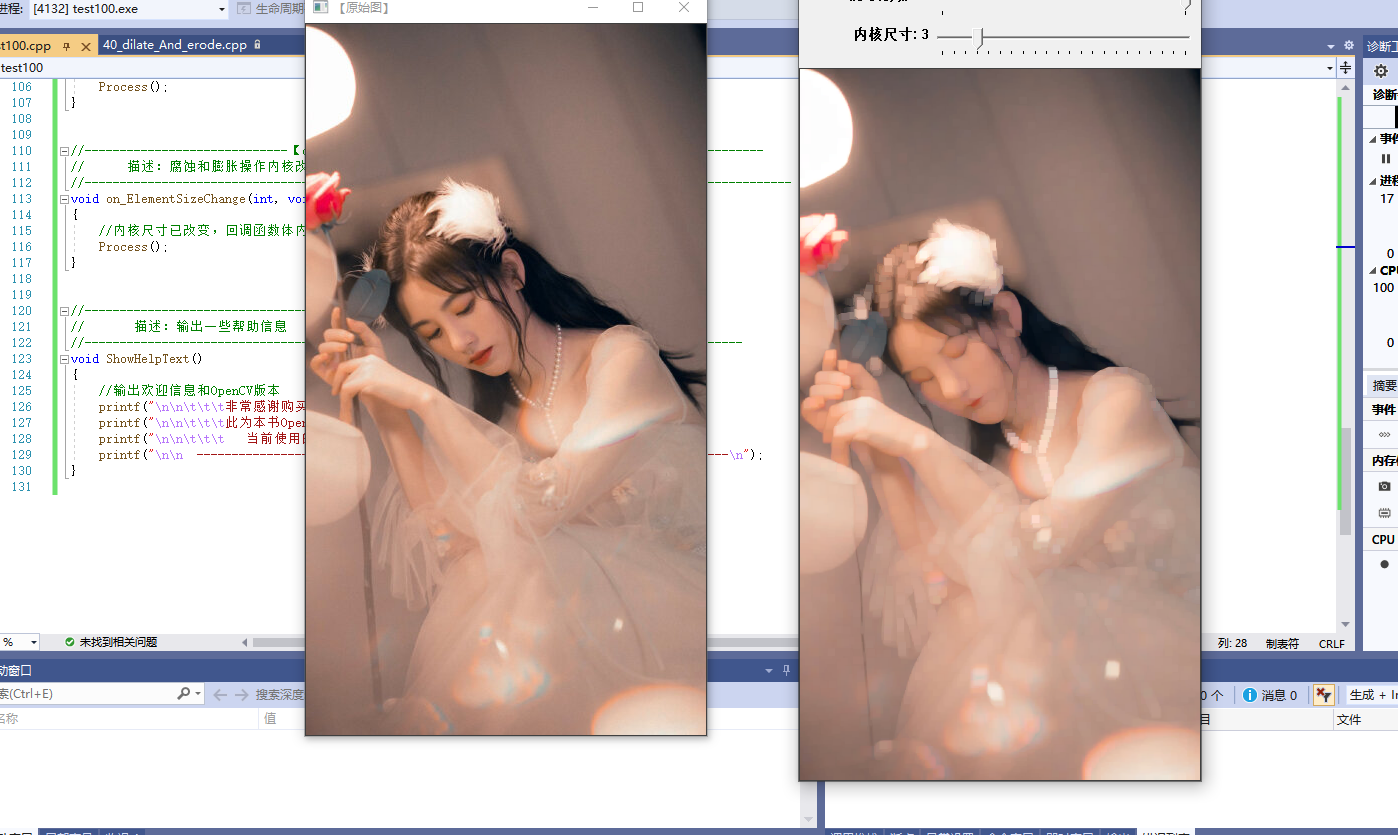 进程: [4132] test100.exe
生命周期
【原始图】
内核尺寸: 3
st100.cpp
40_dilate_And_erode.cpp
诊断工
test100
106 Process();
107 }
108
109
110 //-----------------------------【
111 // 描述: 腐蚀和膨胀操作内核改
112 //
113 void on_ElementSizeChange(int, voi
114 {
115 //内核尺寸已改变, 回调函数体内
116 Process();
117 }
118
119
120 //
121 // 描述: 输出一些帮助信息
122 //
123 void ShowHelpText()
124 {
125 //输出欢迎信息和OpenCV版本
126 printf("\n\n\t\t\t非常感谢购买
127 printf("\n\n\t\t\t此为本书Open
128 printf("\n\n\t\t\t 当前使用的
129 printf("\n\n ----------------\n");
130 }
131
诊断
事件
进程
17
0
CPU
100
0
摘要
事件
内存使
CPU
%
未找到相关问题
列: 28
制表符
CRLF
动窗口
索(Ctrl+E)
搜索深度
名称
值
0 个
消息 0
生成 + In
目
文件